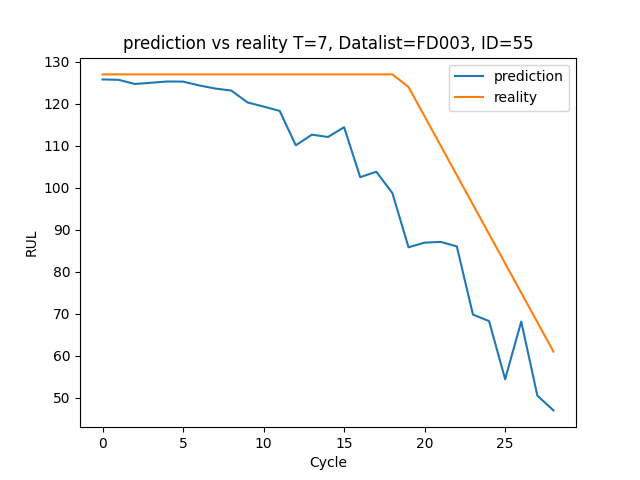 prediction vs reality T=7, Datalist=FD003, ID=55
prediction
reality
RUL
130
120
110
100
90
80
70
60
50
0 5 10 15 20 25
Cycle